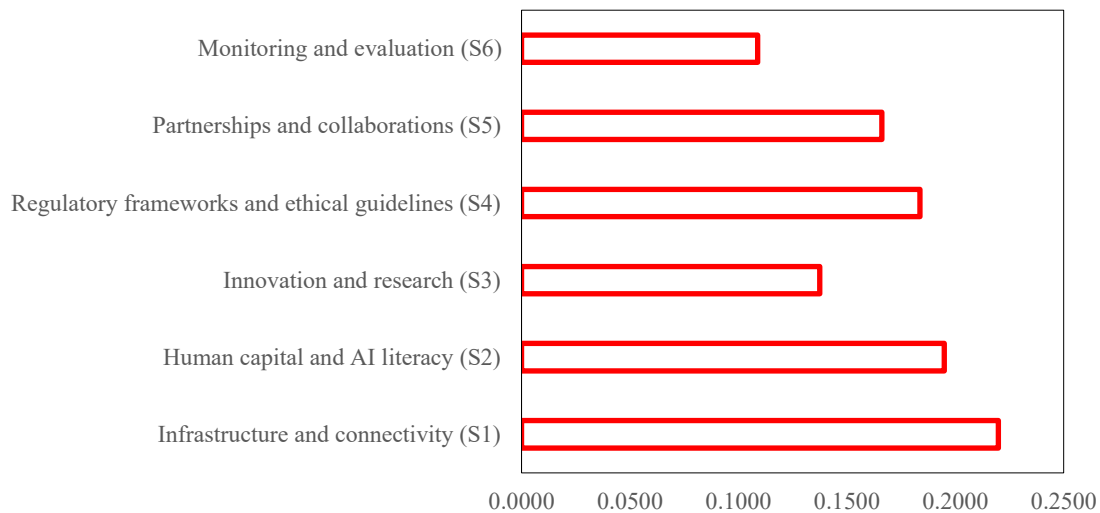 Monitoring and evaluation (S6)
Partnerships and collaborations (S5)
Regulatory frameworks and ethical guidelines (S4)
Innovation and research (S3)
Human capital and AI literacy (S2)
Infrastructure and connectivity (S1)
0.0000 0.0500 0.1000 0.1500 0.2000 0.2500